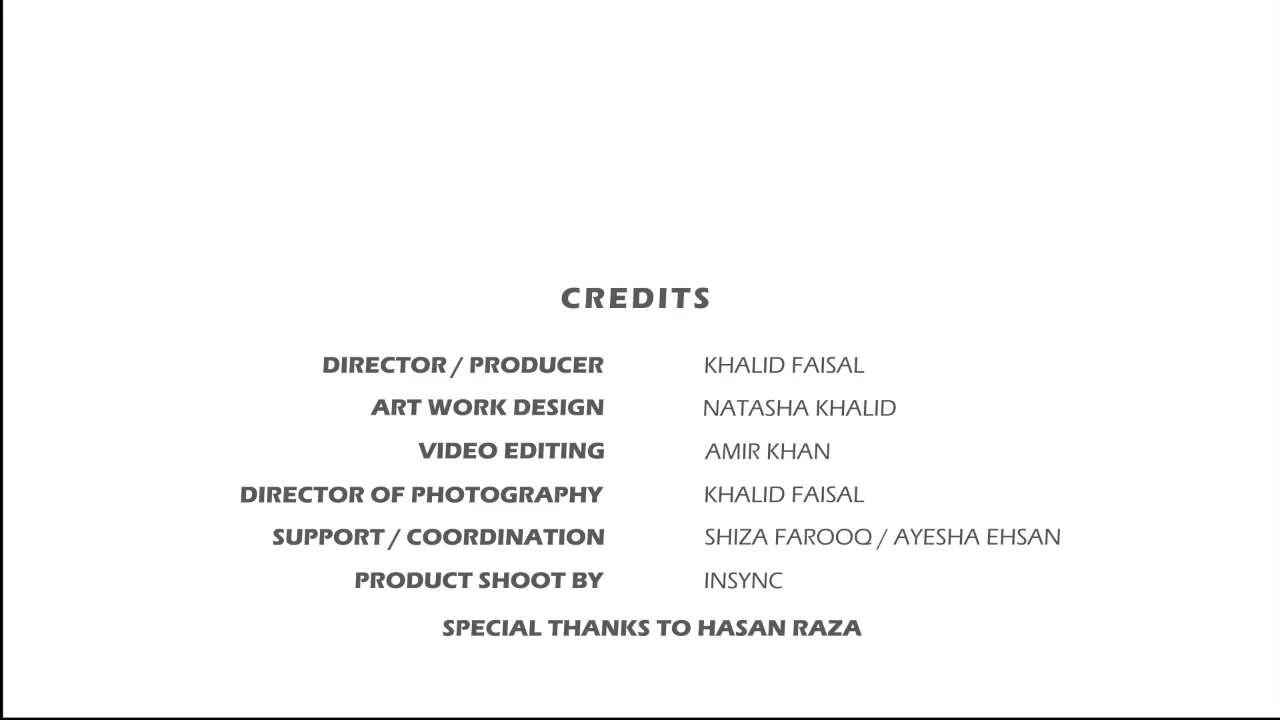 CREDITS
DIRECTOR / PRODUCER KHALID FAISAL
ART WORK DESIGN NATASHA KHALID
VIDEO EDITING AMIR KHAN
DIRECTOR OF PHOTOGRAPHY KHALID FAISAL
SUPPORT / COORDINATION SHIZA FAROOQ / AYESHA EHSAN
PRODUCT SHOOT BY INSYNC
SPECIAL THANKS TO HASAN RAZA